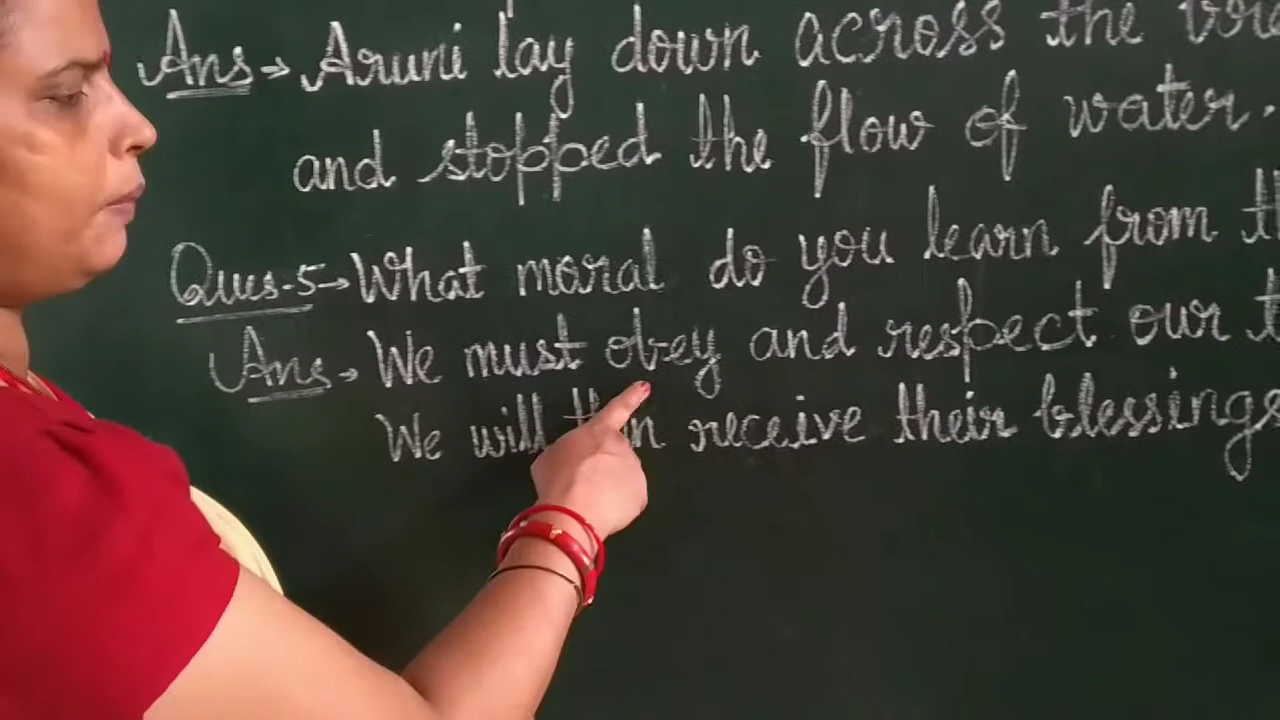 Ans → Aruni lay down across the
and stopped the flow of water.
Ques-5 → What moral do you learn from
Ans → We must obey and respect our
We will receive their blessings